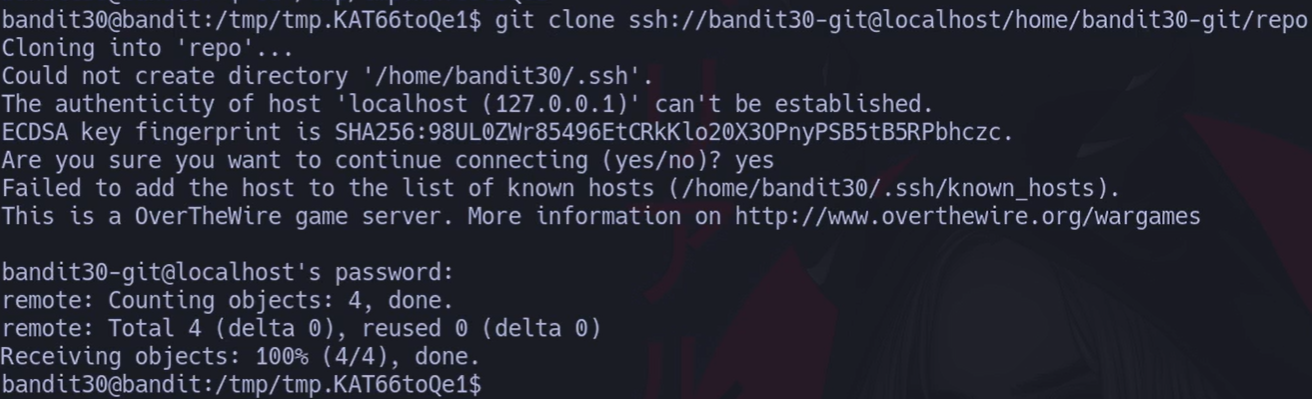 bandit30@bandit:/tmp/tmp.KAT66toQe1$ git clone ssh://bandit30-git@localhost/home/bandit30-git/repo
Cloning into 'repo'...
Could not create directory '/home/bandit30/.ssh'.
The authenticity of host 'localhost (127.0.0.1)' can't be established.
ECDSA key fingerprint is SHA256:98UL0ZWr85496EtCRkKlo20X3OPnyPSB5tB5RPbhczc.
Are you sure you want to continue connecting (yes/no)? yes
Failed to add the host to the list of known hosts (/home/bandit30/.ssh/known_hosts).
This is a OverTheWire game server. More information on http://www.overthewire.org/wargames
bandit30-git@localhost's password:
remote: Counting objects: 4, done.
remote: Total 4 (delta 0), reused 0 (delta 0)
Receiving objects: 100% (4/4), done.
bandit30@bandit:/tmp/tmp.KAT66toQe1$